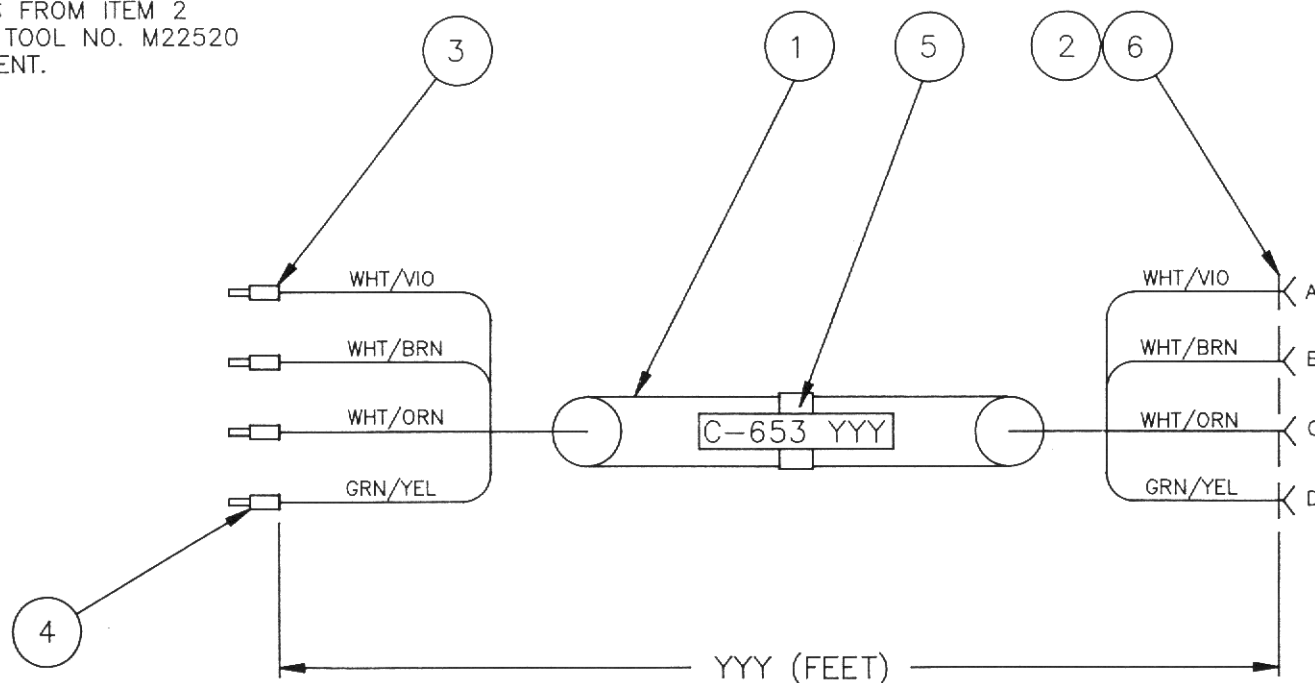 FROM ITEM 2
TOOL NO. M22520
3
1
5
2
6
WHT/VIO
WHT/VIO
A
WHT/BRN
WHT/BRN
WHT/ORN
WHT/ORN
C-653 YYY
GRN/YEL
GRN/YEL
D
4
YYY (FEET)